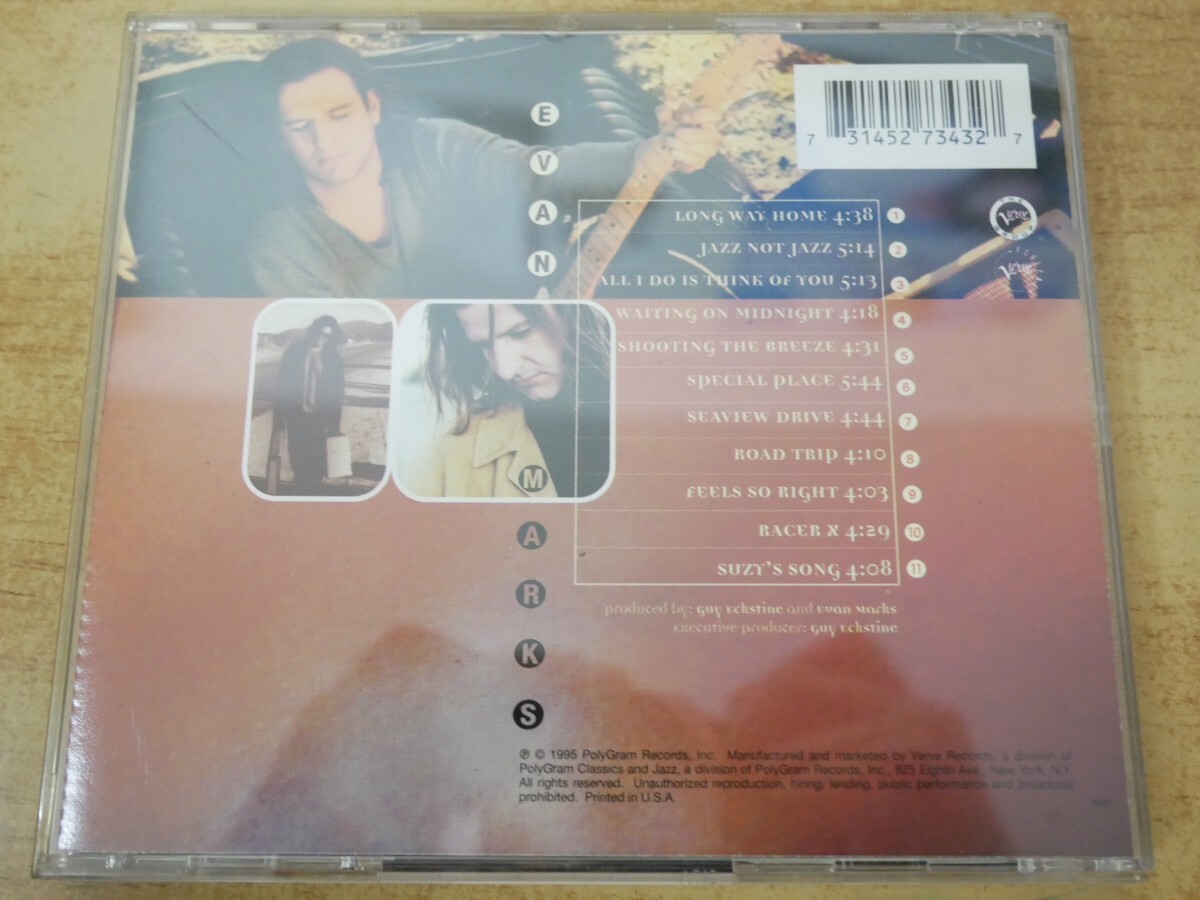 EVAN
MARKS
7 31452 73432 7
THE Verve GROUP
Verve
LONG WAY HOME 4:38 1
JAZZ NOT JAZZ 5:14 2
ALL I DO IS THINK OF YOU 5:13 3
WAITING ON MIDNIGHT 4:18 4
SHOOTING THE BREEZE 4:31 5
SPECIAL PLACE 5:44 6
SEAVIEW DRIVE 4:44 7
ROAD TRIP 4:10 8
FEELS SO RIGHT 4:03 9
RACER X 4:29 10
SUZY'S SONG 4:08 11
produced by: Guy Eckstine and Evan Marks
Executive producer: Guy Eckstine
℗ © 1995 PolyGram Records, Inc. Manufactured and marketed by Verve Records, a division of
PolyGram Classics and Jazz, a division of PolyGram Records, Inc., 825 Eighth Ave., New York, N.Y.
All rights reserved. Unauthorized reproduction, hiring, lending, public performance and broadcast
prohibited. Printed in U.S.A.